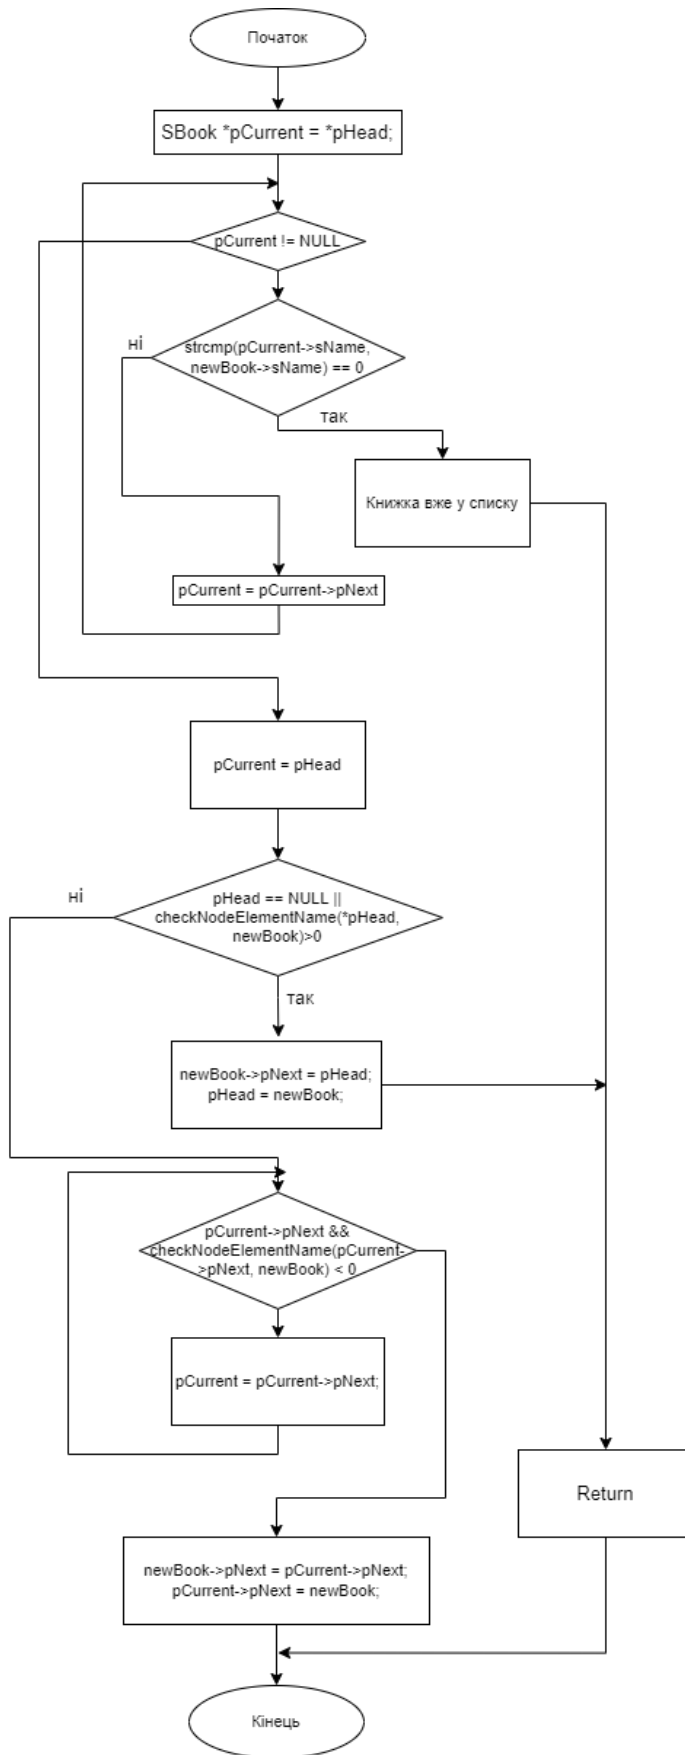 Початок
SBook *pCurrent = *pHead;
pCurrent != NULL
ні
strcmp(pCurrent->sName,
newBook->sName) == 0
так
Книжка вже у списку
pCurrent = pCurrent->pNext
pCurrent = pHead
ні
pHead == NULL ||
checkNodeElementName(*pHead,
newBook)>0
так
newBook->pNext = pHead;
pHead = newBook;
pCurrent->pNext &&
checkNodeElementName(pCurrent-
>pNext, newBook) < 0
pCurrent = pCurrent->pNext;
Return
newBook->pNext = pCurrent->pNext;
pCurrent->pNext = newBook;
Кінець